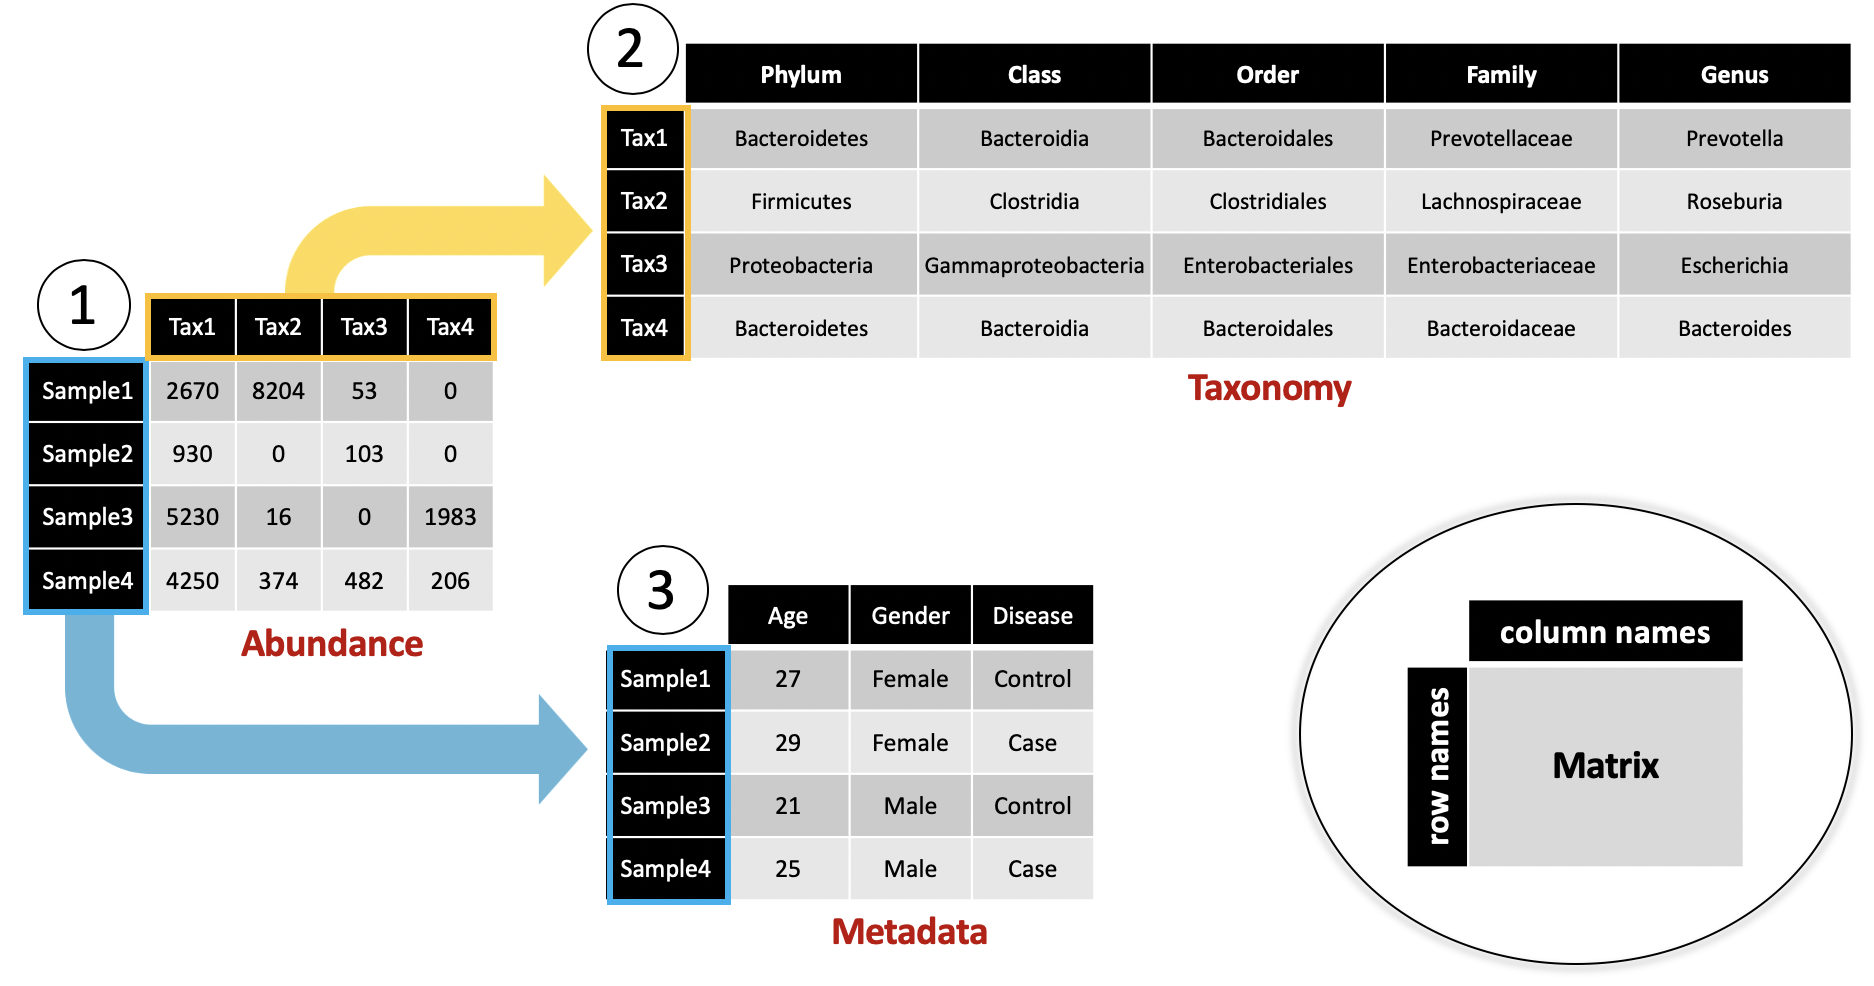 2
Phylum Class Order Family Genus
Tax1 Bacteroidetes Bacteroidia Bacteroidales Prevotellaceae Prevotella
Tax2 Firmicutes Clostridia Clostridiales Lachnospiraceae Roseburia
Tax3 Proteobacteria Gammaproteobacteria Enterobacteriales Enterobacteriaceae Escherichia
Tax4 Bacteroidetes Bacteroidia Bacteroidales Bacteroidaceae Bacteroides
Taxonomy
1
Tax1 Tax2 Tax3 Tax4
Sample1 2670 8204 53 0
Sample2 930 0 103 0
Sample3 5230 16 0 1983
Sample4 4250 374 482 206
Abundance
3
Age Gender Disease
Sample1 27 Female Control
Sample2 29 Female Case
Sample3 21 Male Control
Sample4 25 Male Case
Metadata
column names
row names
Matrix